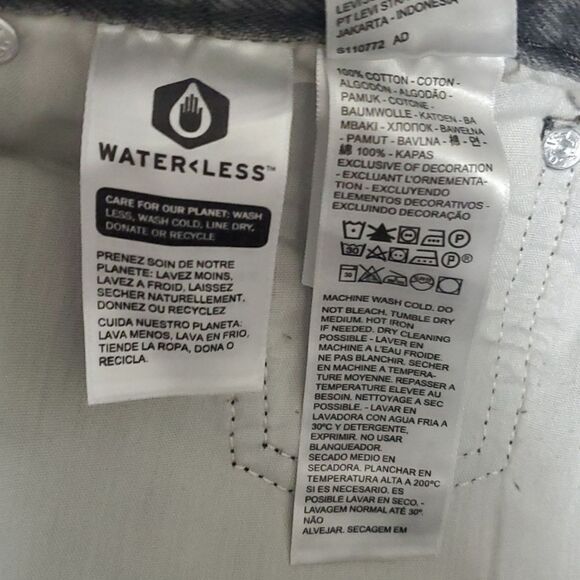 WATER<LESS™
CARE FOR OUR PLANET: WASH
LESS, WASH COLD, LINE DRY,
DONATE OR RECYCLE
PRENEZ SOIN DE NOTRE
PLANETE: LAVEZ MOINS,
LAVEZ A FROID, LAISSEZ
SECHER NATURELLEMENT,
DONNEZ OU RECYCLEZ
CUIDA NUESTRO PLANETA:
LAVA MENOS, LAVA EN FRIO,
TIENDE LA ROPA, DONA O
RECICLA.
PT LEVI
JAKARTA - INDONESIA
S110772 AD
100% COTTON - COTON -
ALGODÓN - ALGODÃO -
PAMUK - COTONE -
BAUMWOLLE - KATOEN - BA
MBAKI - ХЛОПОК - BAWEŁNA
- PAMUT - BAVLNA - 棉 - 면 -
綿 100% - KAPAS
EXCLUSIVE OF DECORATION
- EXCLUANT L'ORNEMENTA-
TION - EXCLUYENDO
ELEMENTOS DECORATIVOS -
EXCLUINDO DECORAÇÃO
30 P®
30
MACHINE WASH COLD. DO
NOT BLEACH. TUMBLE DRY
MEDIUM. HOT IRON
IF NEEDED. DRY CLEANING
POSSIBLE - LAVER EN
MACHINE A L'EAU FROIDE.
NE PAS BLANCHIR. SECHER
EN MACHINE A TEMPERA-
TURE MOYENNE. REPASSER A
TEMPERATURE ELEVEE AU
BESOIN. NETTOYAGE A SEC
POSSIBLE. - LAVAR EN
LAVADORA CON AGUA FRIA A
30ºC Y DETERGENTE,
EXPRIMIR. NO USAR
BLANQUEADOR.
SECADO MEDIO EN
SECADORA. PLANCHAR EN
TEMPERATURA ALTA A 200ºC
SI ES NECESARIO. ES
POSIBLE LAVAR EN SECO. -
LAVAGEM NORMAL ATÉ 30º.
NÃO
ALVEJAR. SECAGEM EM